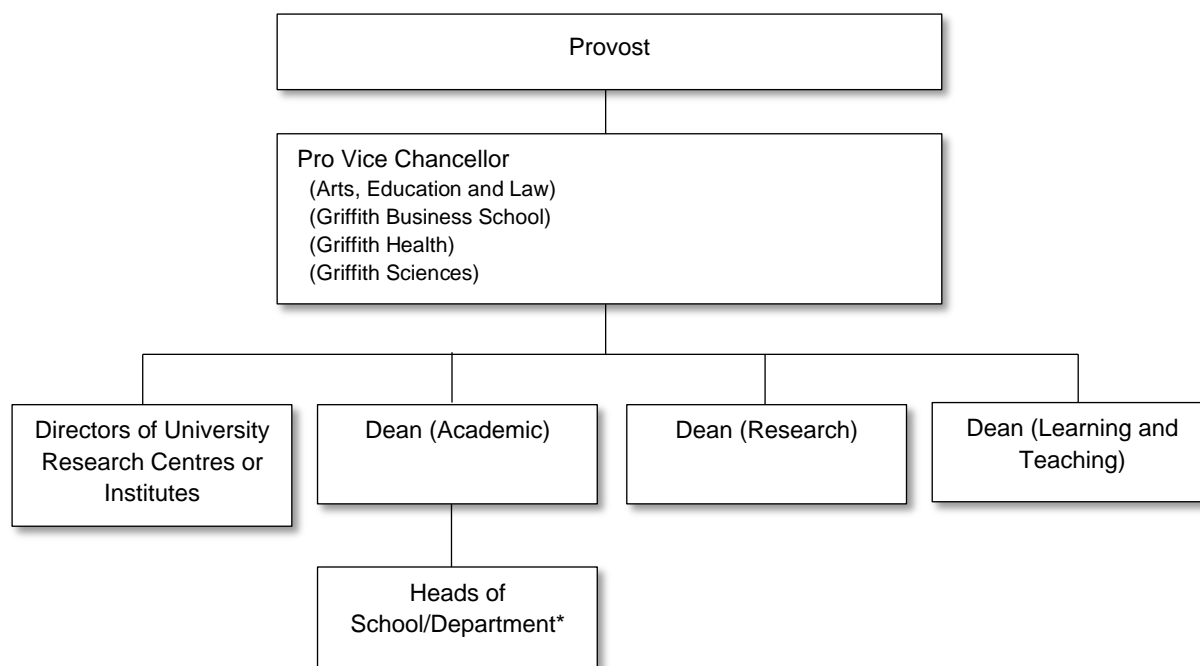 Provost
Pro Vice Chancellor
(Arts, Education and Law)
(Griffith Business School)
(Griffith Health)
(Griffith Sciences)
Directors of University
Research Centres or
Institutes
Dean (Academic)
Dean (Research)
Dean (Learning and
Teaching)
Heads of
School/Department*